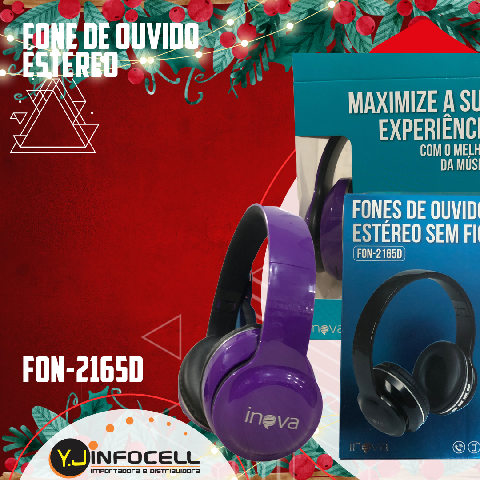 FONE DE OUVIDO
ESTÉREO
MAXIMIZE A SU
EXPERIÊNCI
COM O MELH
DA MÚSI
FONES DE OUVIDO
ESTÉREO SEM FIO
FON-2165D
inova
inova
inova
FON-2165D
Y.J INFOCELL
importadora e distribuidora